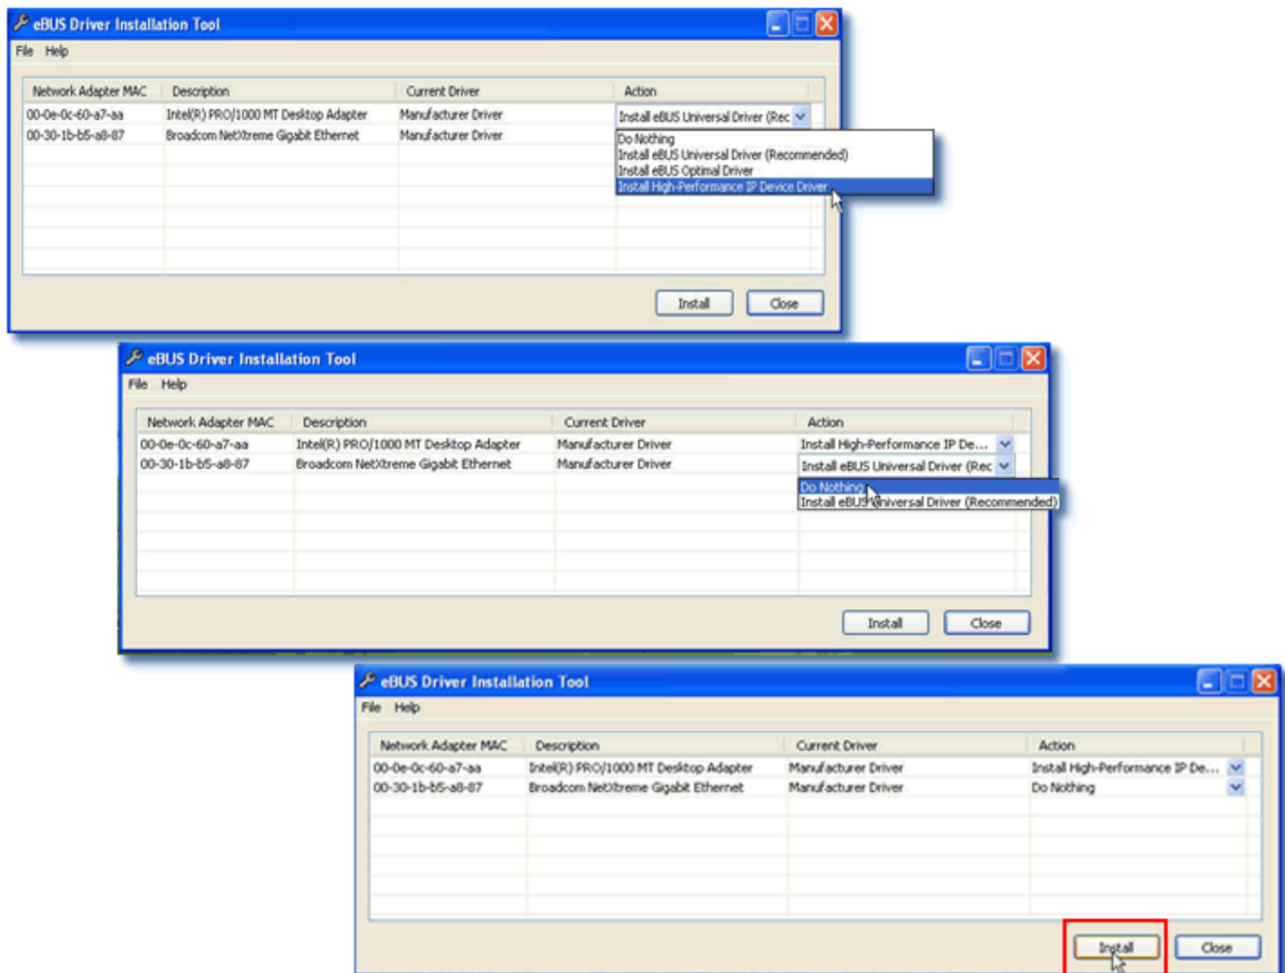 eBUS Driver Installation Tool
File Help
Network Adapter MAC Description Current Driver Action
00-0e-0c-60-a7-aa Intel(R) PRO/1000 MT Desktop Adapter Manufacturer Driver Install eBUS Universal Driver (Rec
00-30-1b-b5-a8-87 Broadcom NetXtreme Gigabit Ethernet Manufacturer Driver
Do Nothing
Install eBUS Universal Driver (Recommended)
Install eBUS Optimal Driver
Install High-Performance IP Device Driver
Install Close
eBUS Driver Installation Tool
File Help
Network Adapter MAC Description Current Driver Action
00-0e-0c-60-a7-aa Intel(R) PRO/1000 MT Desktop Adapter Manufacturer Driver Install High-Performance IP De...
00-30-1b-b5-a8-87 Broadcom NetXtreme Gigabit Ethernet Manufacturer Driver Install eBUS Universal Driver (Rec
Do Nothing
Install eBUS Universal Driver (Recommended)
Install Close
eBUS Driver Installation Tool
File Help
Network Adapter MAC Description Current Driver Action
00-0e-0c-60-a7-aa Intel(R) PRO/1000 MT Desktop Adapter Manufacturer Driver Install High-Performance IP De...
00-30-1b-b5-a8-87 Broadcom NetXtreme Gigabit Ethernet Manufacturer Driver Do Nothing
Install Close